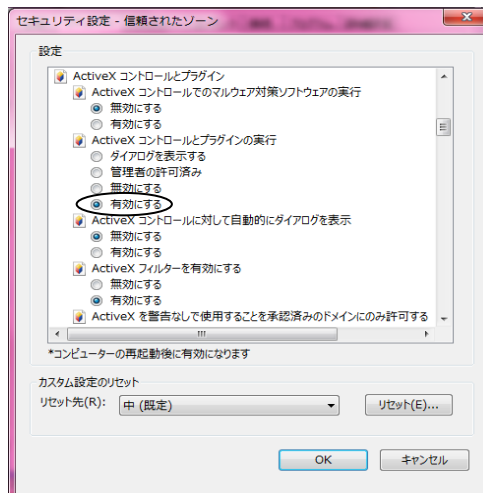 セキュリティ設定 - 信頼されたゾーン
設定
ActiveX コントロールとプラグイン
ActiveX コントロールでのマルウェア対策ソフトウェアの実行
無効にする
有効にする
ActiveX コントロールとプラグインの実行
ダイアログを表示する
管理者の許可済み
無効にする
有効にする
ActiveX コントロールに対して自動的にダイアログを表示
無効にする
有効にする
ActiveX フィルターを有効にする
無効にする
有効にする
ActiveX を警告なしで使用することを承認済みのドメインにのみ許可する
*コンピューターの再起動後に有効になります
カスタム設定のリセット
リセット先(R):
中 (既定)
リセット(E)...
OK
キャンセル